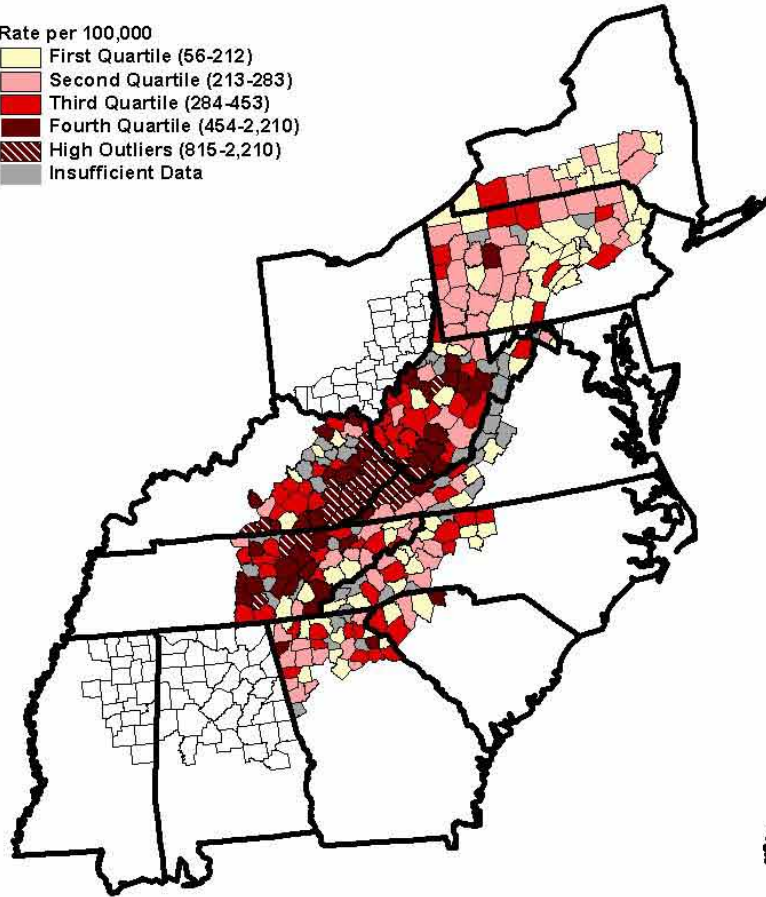 Rate per 100,000
First Quartile (56-212)
Second Quartile (213-283)
Third Quartile (284-453)
Fourth Quartile (454-2,210)
High Outliers (815-2,210)
Insufficient Data